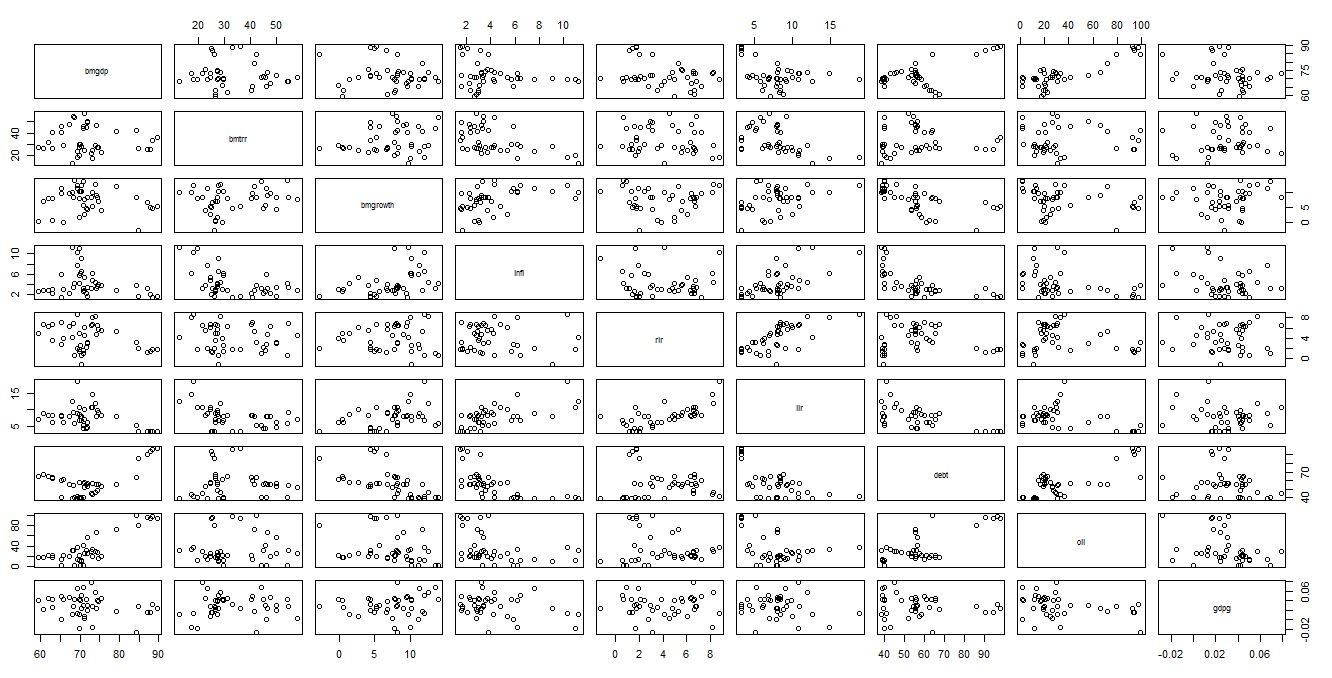 20 30 40 50 2 4 6 8 10 5 10 15 0 20 40 60 80 100
bmgdp 60 75 90
20 40 bmtrr
bmgrowth 0 5
2 6 10 infl
rir 0 4 8
5 15 lir
debt 40 70
0 40 80 oil
gdpg -0.02 0.02 0.06
60 70 80 90 0 5 10 0 2 4 6 8 40 50 60 70 80 90 -0.02 0.02 0.06